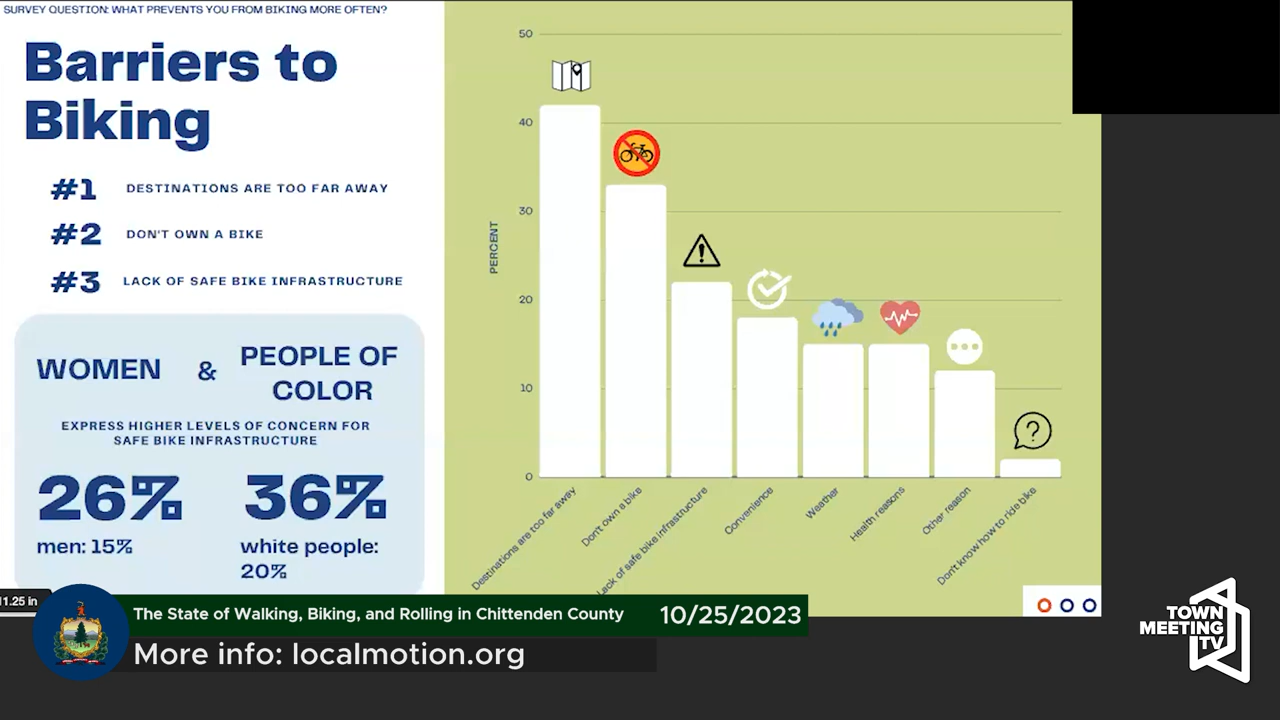 SURVEY QUESTION: WHAT PREVENTS YOU FROM BIKING MORE OFTEN?
Barriers to
Biking
#1 DESTINATIONS ARE TOO FAR AWAY
#2 DON'T OWN A BIKE
#3 LACK OF SAFE BIKE INFRASTRUCTURE
WOMEN & PEOPLE OF
COLOR
EXPRESS HIGHER LEVELS OF CONCERN FOR
SAFE BIKE INFRASTRUCTURE
26% 36%
men: 15% white people:
20%
PERCENT
50
40
30
20
10
0
Destinations are too far away
Don't own a bike
Lack of safe bike infrastructure
Convenience
Weather
Health reasons
Other reason
Don't know how to ride bike
11.25 in
The State of Walking, Biking, and Rolling in Chittenden County 10/25/2023
More info: localmotion.org
TOWN
MEETING
TV